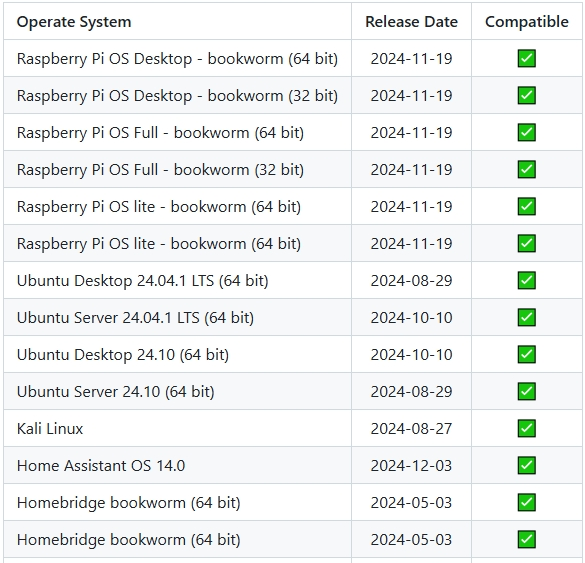 Operate System Release Date Compatible
Raspberry Pi OS Desktop - bookworm (64 bit) 2024-11-19 ✅
Raspberry Pi OS Desktop - bookworm (32 bit) 2024-11-19 ✅
Raspberry Pi OS Full - bookworm (64 bit) 2024-11-19 ✅
Raspberry Pi OS Full - bookworm (32 bit) 2024-11-19 ✅
Raspberry Pi OS lite - bookworm (64 bit) 2024-11-19 ✅
Raspberry Pi OS lite - bookworm (64 bit) 2024-11-19 ✅
Ubuntu Desktop 24.04.1 LTS (64 bit) 2024-08-29 ✅
Ubuntu Server 24.04.1 LTS (64 bit) 2024-10-10 ✅
Ubuntu Desktop 24.10 (64 bit) 2024-10-10 ✅
Ubuntu Server 24.10 (64 bit) 2024-08-29 ✅
Kali Linux 2024-08-27 ✅
Home Assistant OS 14.0 2024-12-03 ✅
Homebridge bookworm (64 bit) 2024-05-03 ✅
Homebridge bookworm (64 bit) 2024-05-03 ✅